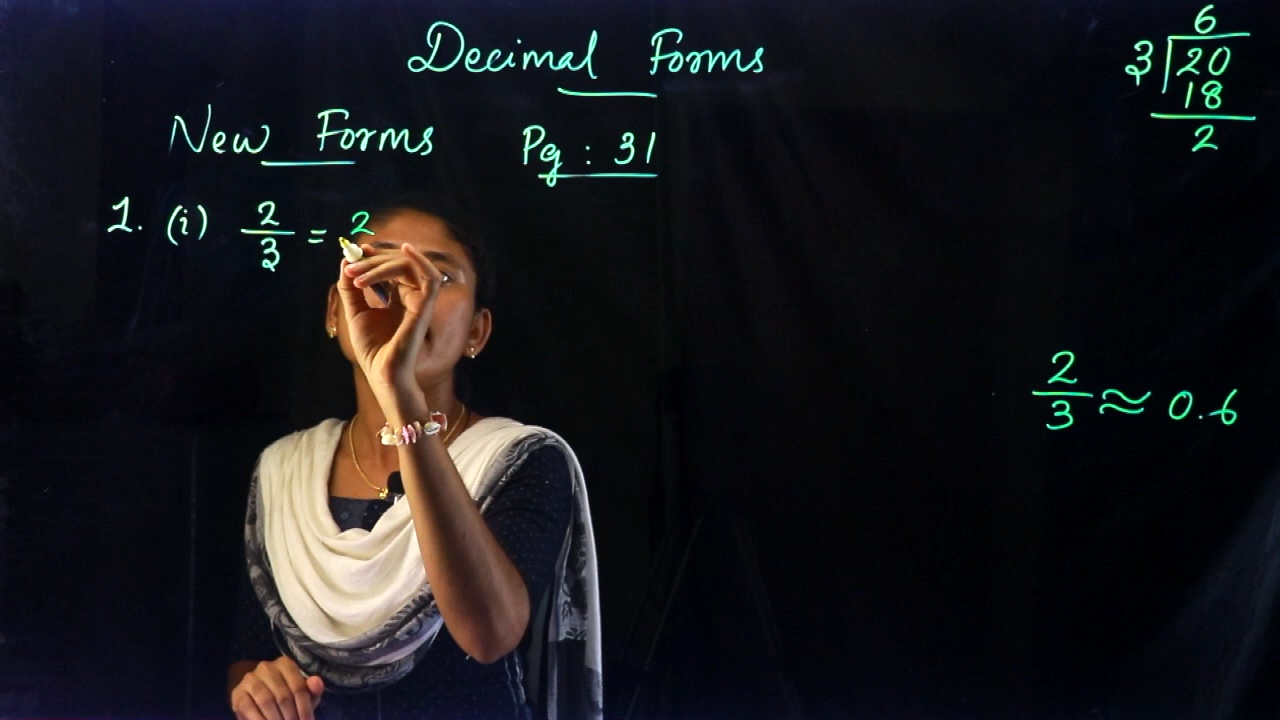 Decimal Forms
New Forms Pg : 31
1. (i) 2/3 = 2
6
3 20
18
2
2/3 ≈ 0.6